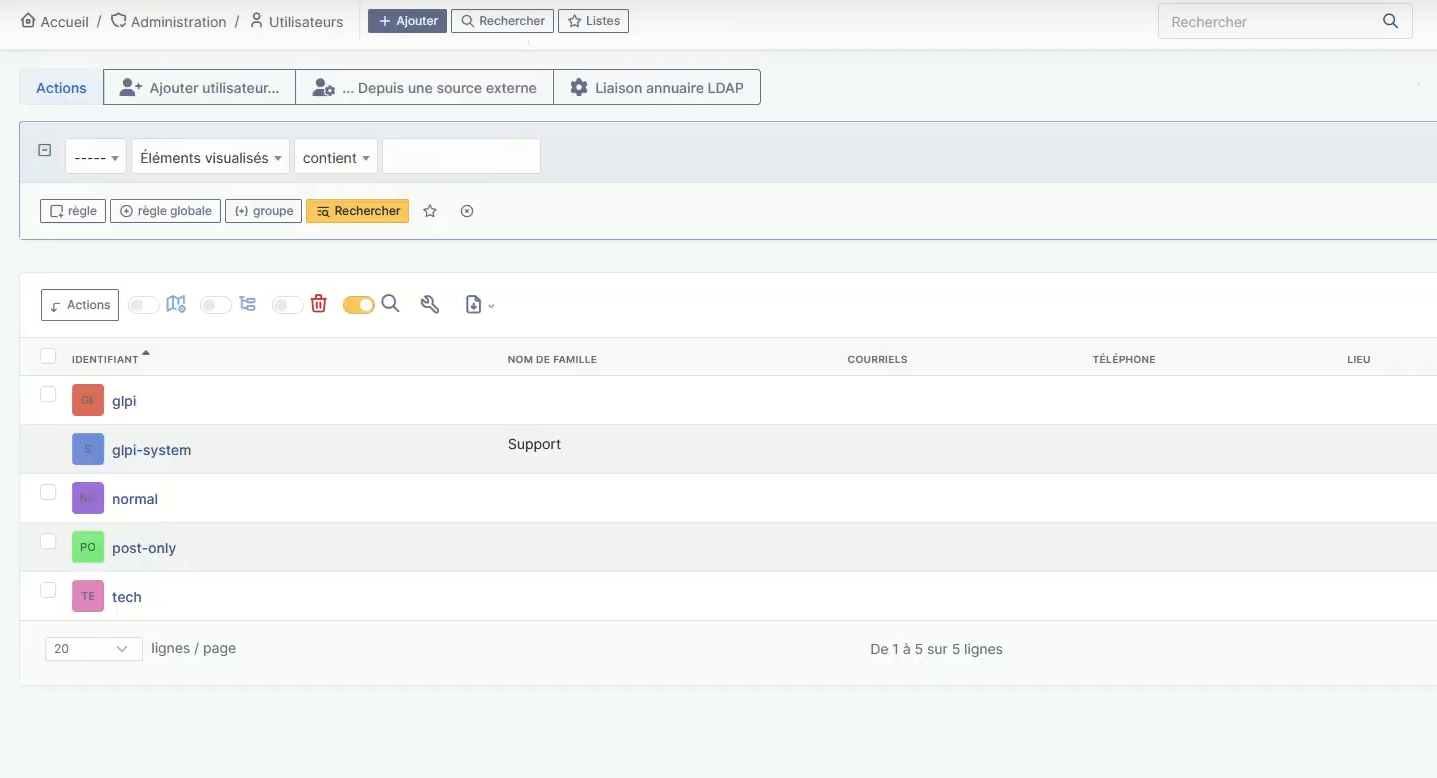 Accueil / Administration / Utilisateurs + Ajouter Rechercher Listes Rechercher
Actions Ajouter utilisateur... ... Depuis une source externe Liaison annuaire LDAP
----- Éléments visualisés contient
règle règle globale groupe Rechercher
Actions
IDENTIFIANT NOM DE FAMILLE COURRIELS TÉLÉPHONE LIEU
GL glpi
S glpi-system Support
NO normal
PO post-only
TE tech
20 lignes / page De 1 à 5 sur 5 lignes